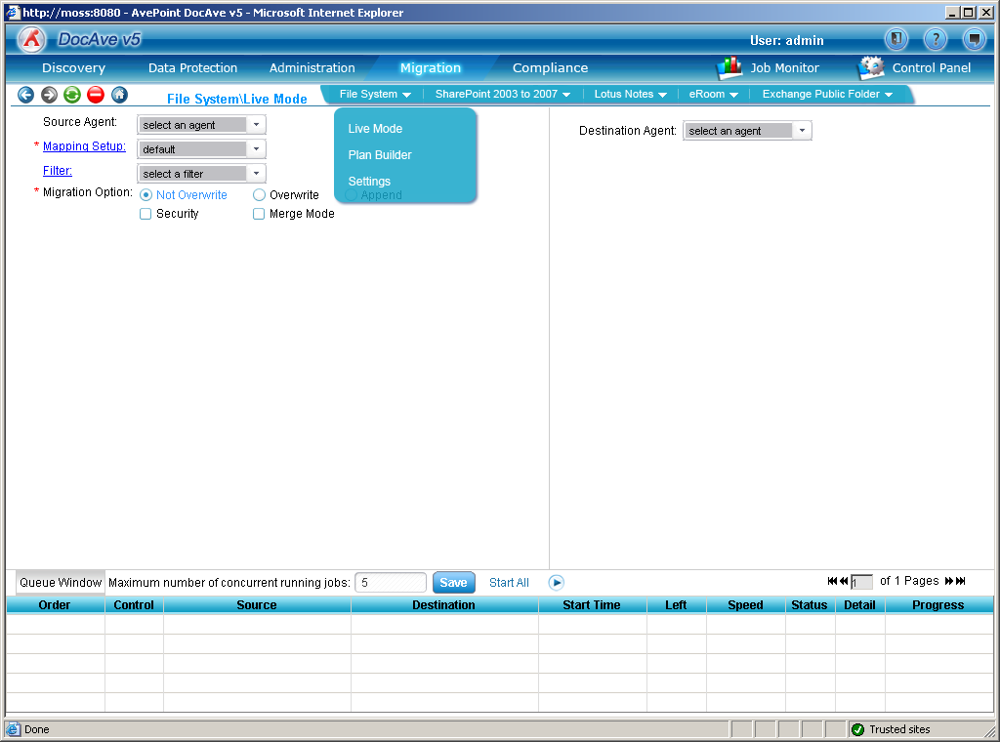 http://moss:8080 - AvePoint DocAve v5 - Microsoft Internet Explorer
DocAve v5
User: admin
?
Discovery Data Protection Administration Migration Compliance Job Monitor Control Panel
File System\Live Mode File System SharePoint 2003 to 2007 Lotus Notes eRoom Exchange Public Folder
Source Agent: select an agent
Destination Agent: select an agent
Live Mode
* Mapping Setup: default
Plan Builder
Filter: select a filter
Settings
* Migration Option: Not Overwrite Overwrite Append
Security Merge Mode
Queue Window Maximum number of concurrent running jobs: 5 Save Start All 1 of 1 Pages
Order Control Source Destination Start Time Left Speed Status Detail Progress
Done Trusted sites